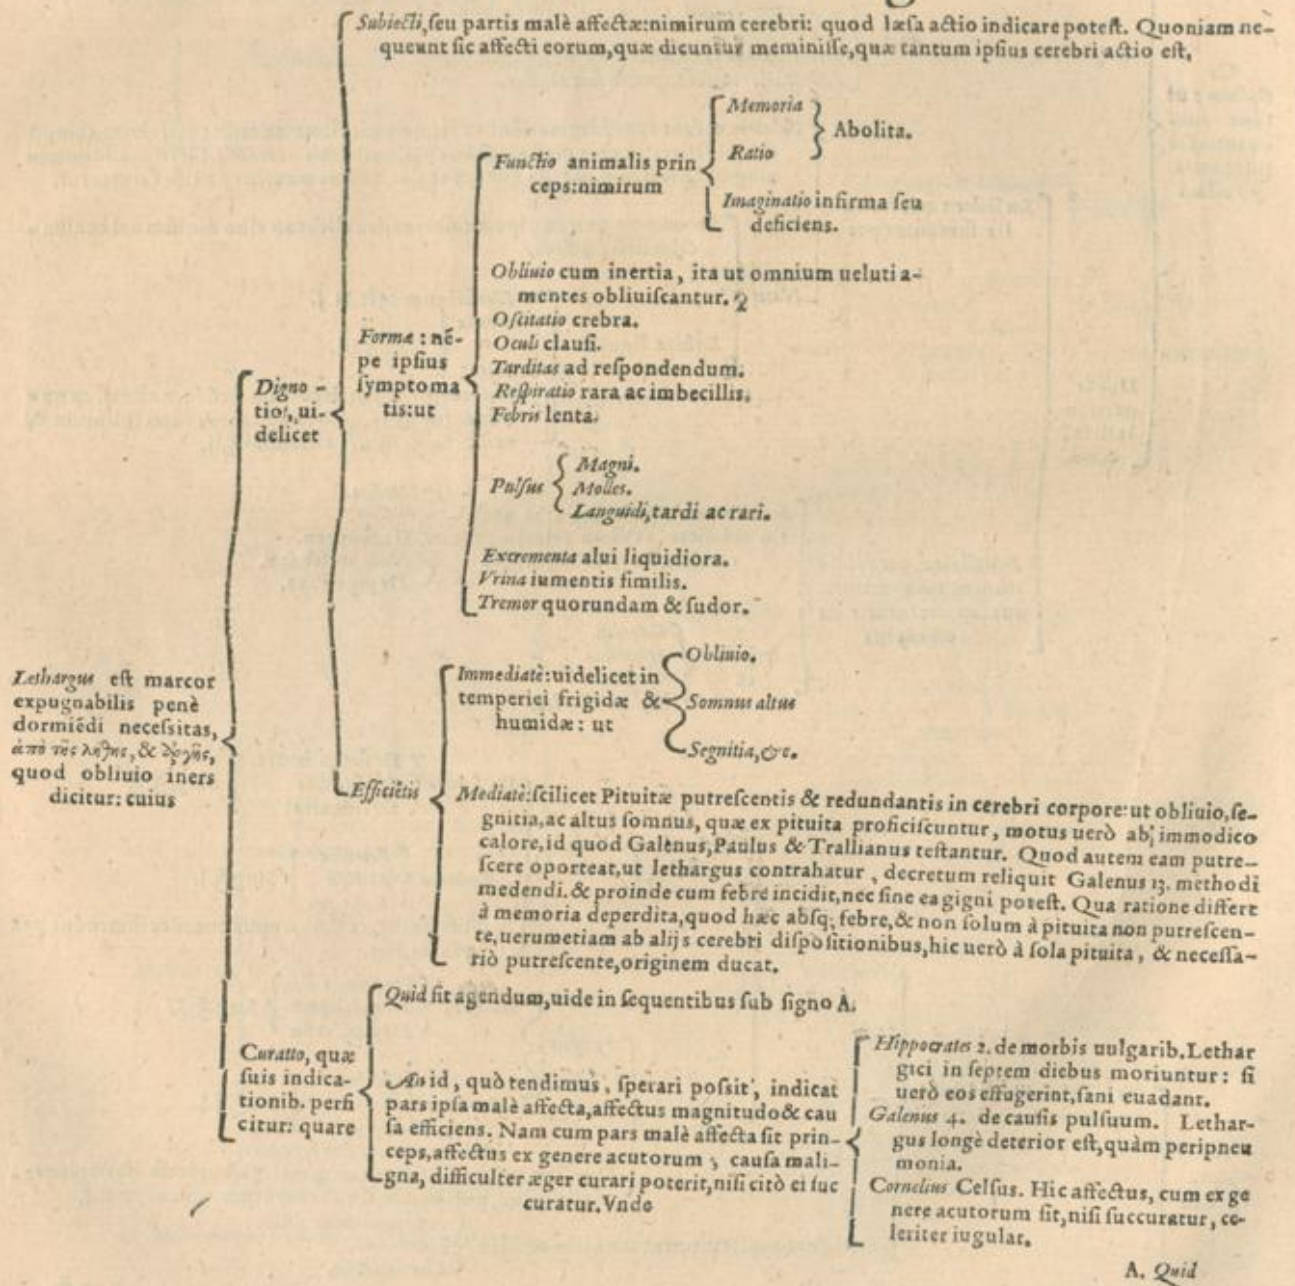 Subiecti, seu partis malè affectæ: nimirum cerebri: quod læsa actio indicare potest. Quoniam ne-
queunt sic affecti eorum, quæ dicuntur meminisse, quæ tantum ipsius cerebri actio est.
Memoria
Ratio
Abolita.
Functio animalis prin
ceps: nimirum
Imaginatio infirma seu
deficiens.
Obliuio cum inertia, ita ut omnium ueluti a-
mentes obliuiscantur.
Oscitatio crebra.
Oculi clausi.
Tarditas ad respondendum.
Respiratio rara ac imbecillis.
Febris lenta.
Formæ: nẽ-
pe ipsius
symptoma
tis: ut
Digno-
tio, ui-
delicet
Pulsus
Magni.
Molles.
Languidi, tardi ac rari.
Excrementa alui liquidiora.
Vrina iumentis similis.
Tremor quorundam & sudor.
Lethargus est marcor
expugnabilis penè
dormiẽdi necessitas,
ἀπὸ τῆς λήθης, & ἀργῆς,
quod obliuio iners
dicitur: cuius
Efficiẽtis
Immediatè: uidelicet in
temperiei frigidæ &
humidæ: ut
Obliuio.
Somnus altus
Segnitia, &c.
Mediatè: scilicet Pituitæ putrescentis & redundantis in cerebri corpore: ut obliuio, se-
gnitia, ac altus somnus, quæ ex pituita proficiscuntur, motus uerò ab immodico
calore, id quod Galenus, Paulus & Trallianus testantur. Quod autem eam putre-
scere oporteat, ut lethargus contrahatur, decretum reliquit Galenus 13. methodi
medendi. & proinde cum febre incidit, nec sine ea gigni potest. Qua ratione differt
à memoria deperdita, quod hæc absq; febre, & non solum à pituita non putrescen-
te, uerumetiam ab alijs cerebri dispositionibus, hic uerò à sola pituita, & necessa-
riò putrescente, originem ducat.
Curatio, quæ
suis indica-
tionib. perfi
citur: quare
Quid sit agendum, uide in sequentibus sub signo A.
An id, quò tendimus, sperari possit, indicat
pars ipsa malè affecta, affectus magnitudo & cau
sa efficiens. Nam cum pars malè affecta sit prin-
ceps, affectus ex genere acutorum, causa mali-
gna, difficulter æger curari poterit, nisi citò ei suc
curatur. Vnde
Hippocrates 2. de morbis uulgarib. Lethar
gici in septem diebus moriuntur: si
uerò eos effugerint, sani euadant.
Galenus 4. de causis pulsuum. Lethar-
gus longè deterior est, quàm peripneu
monia.
Cornelius Celsus. Hic affectus, cum ex ge
nere acutorum sit, nisi succuratur, ce-
leriter iugulat.
A. Quid